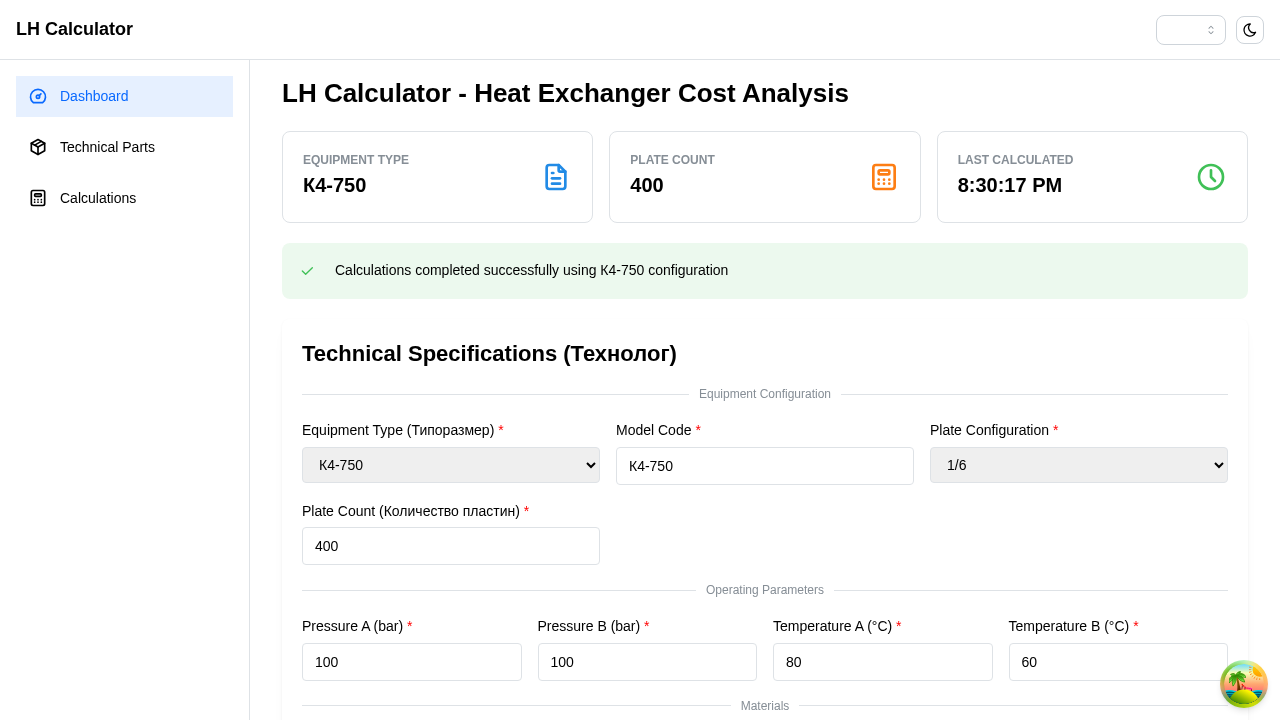 LH Calculator
Dashboard
Technical Parts
Calculations
LH Calculator - Heat Exchanger Cost Analysis
EQUIPMENT TYPE
К4-750
PLATE COUNT
400
LAST CALCULATED
8:30:17 PM
Calculations completed successfully using К4-750 configuration
Technical Specifications (Технолог)
Equipment Configuration
Equipment Type (Типоразмер) *
К4-750
Model Code *
К4-750
Plate Configuration *
1/6
Plate Count (Количество пластин) *
400
Operating Parameters
Pressure A (bar) *
100
Pressure B (bar) *
100
Temperature A (°C) *
80
Temperature B (°C) *
60
Materials